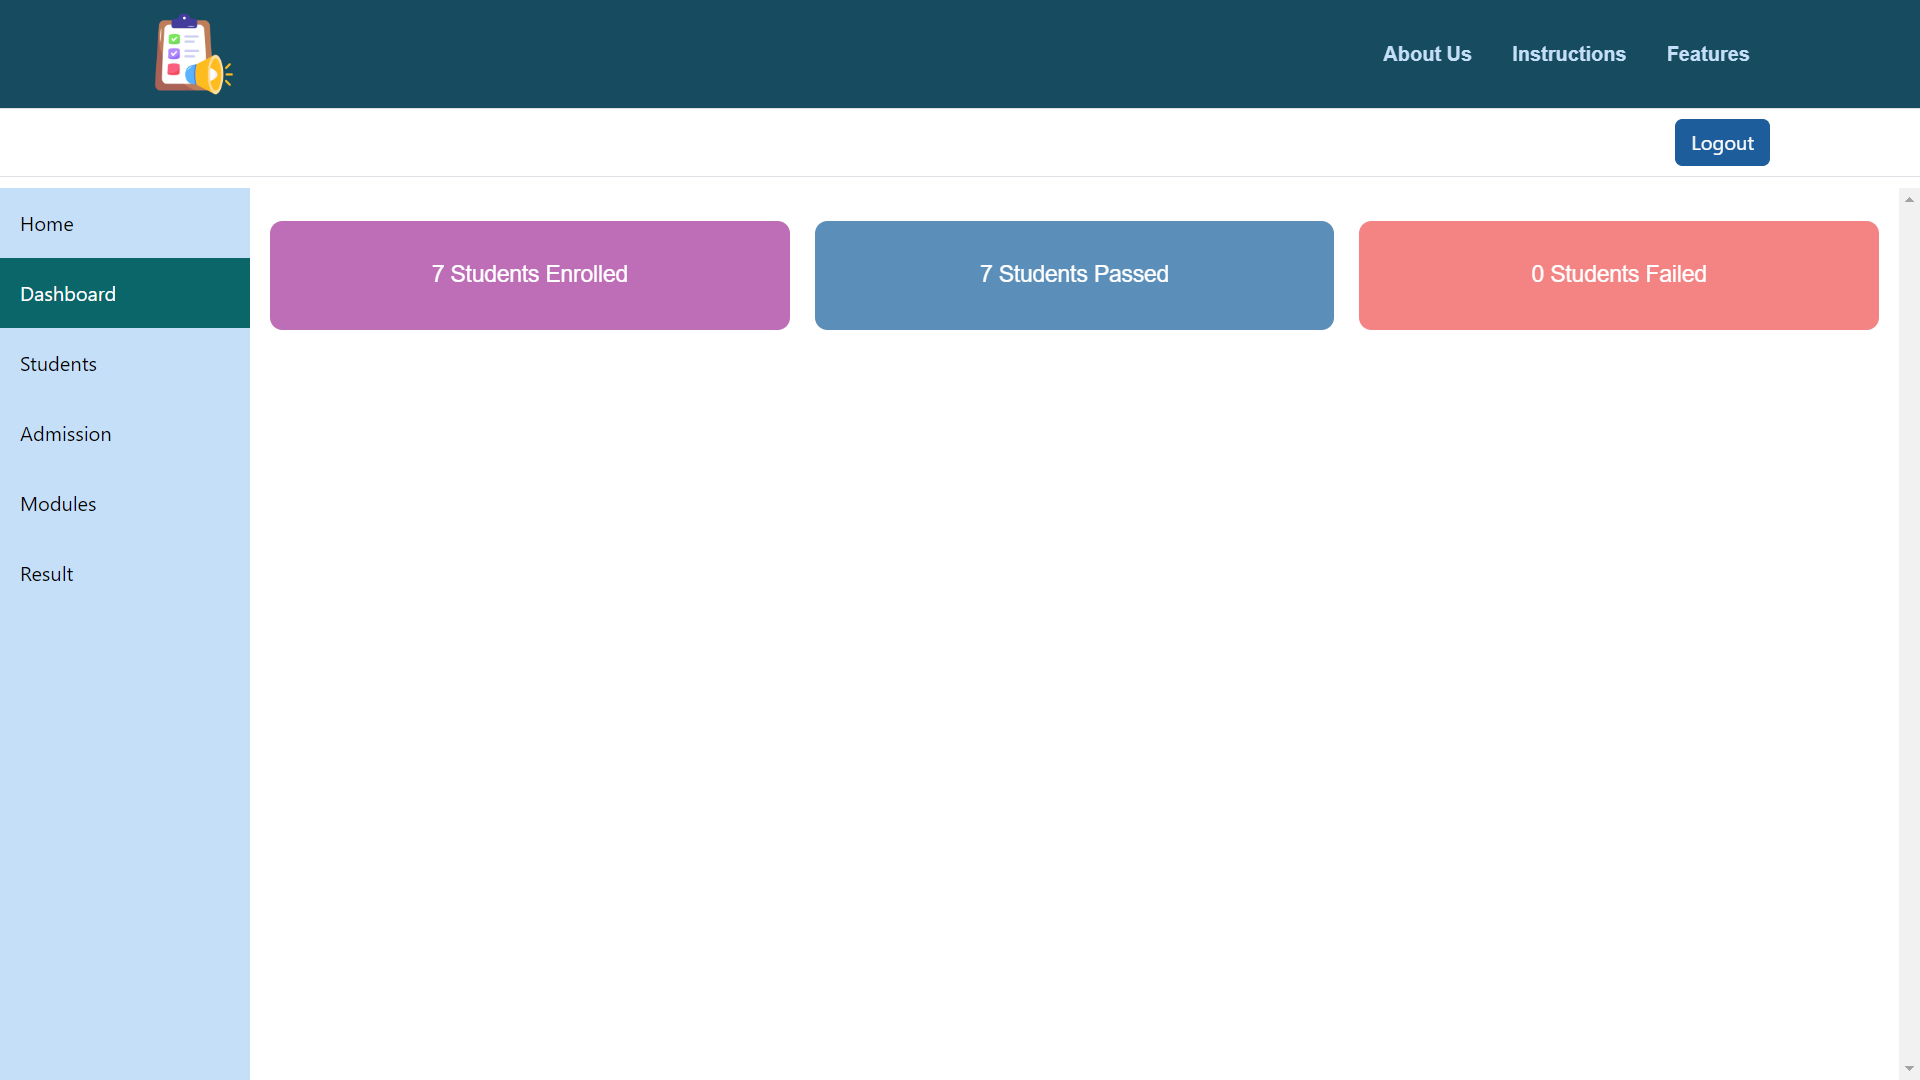 About Us
Instructions
Features
Logout
Home
Dashboard
Students
Admission
Modules
Result
7 Students Enrolled
7 Students Passed
0 Students Failed